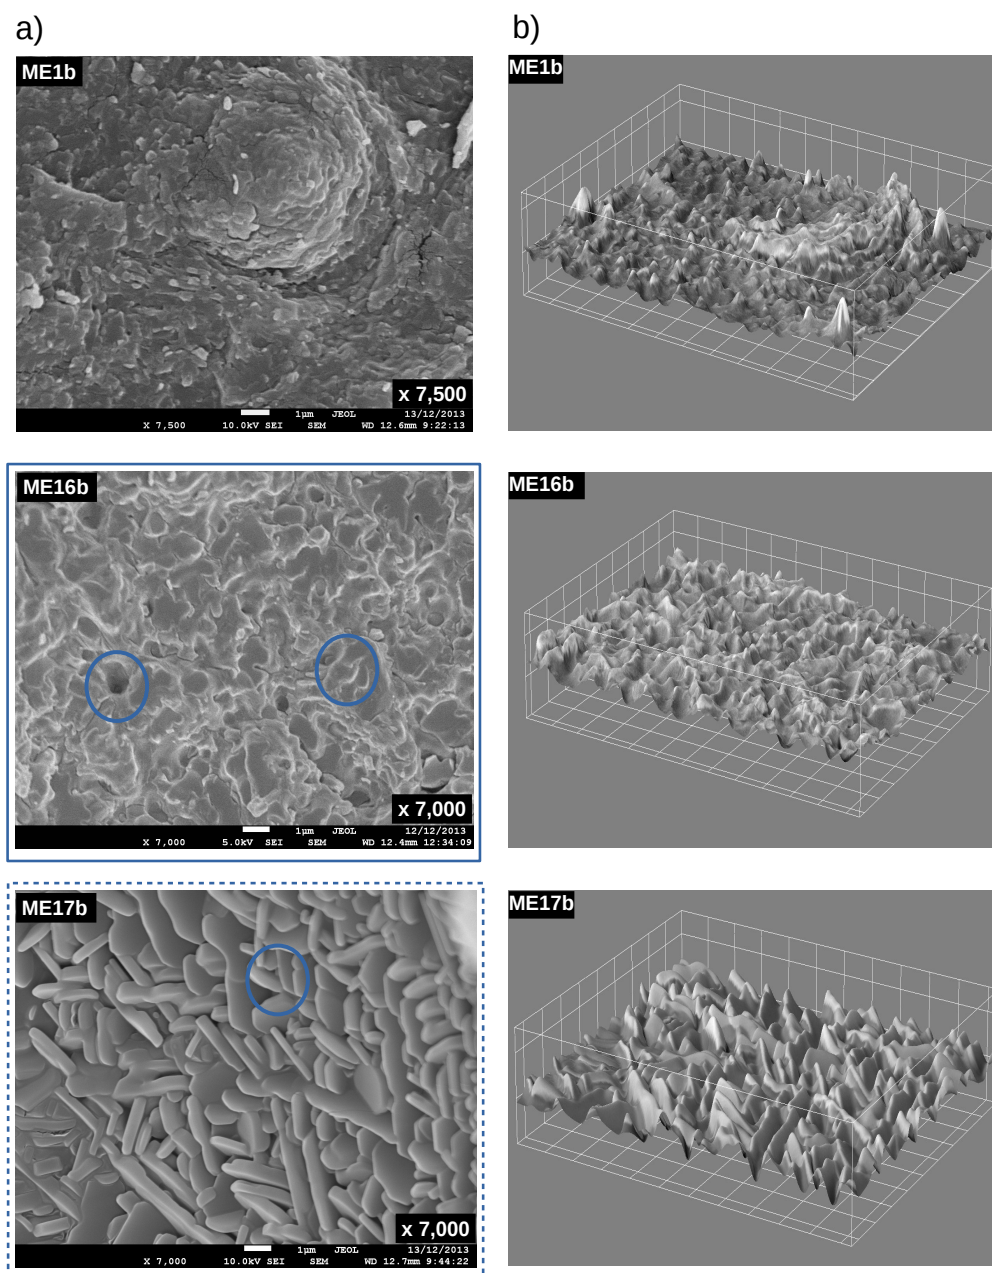 a)
b)
ME1b
ME1b
x 7,500
1µm JEOL 13/12/2013
X 7,500 10.0kV SEI SEM WD 12.6mm 9:22:13
ME16b
ME16b
x 7,000
1µm JEOL 12/12/2013
X 7,000 5.0kV SEI SEM WD 12.4mm 12:34:09
ME17b
ME17b
x 7,000
1µm JEOL 13/12/2013
X 7,000 10.0kV SEI SEM WD 12.7mm 9:44:22